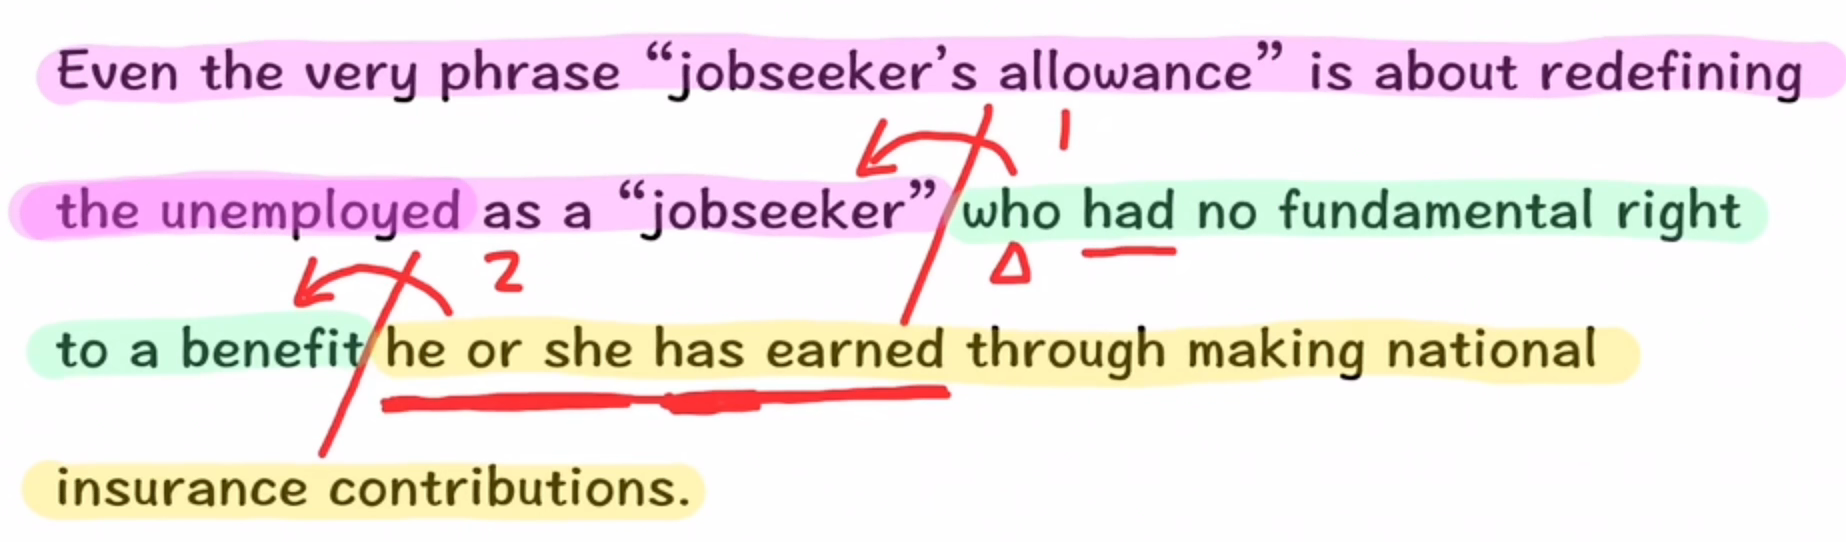 Even the very phrase “jobseeker’s allowance” is about redefining
1
the unemployed as a “jobseeker” who had no fundamental right
2
to a benefit he or she has earned through making national
insurance contributions.